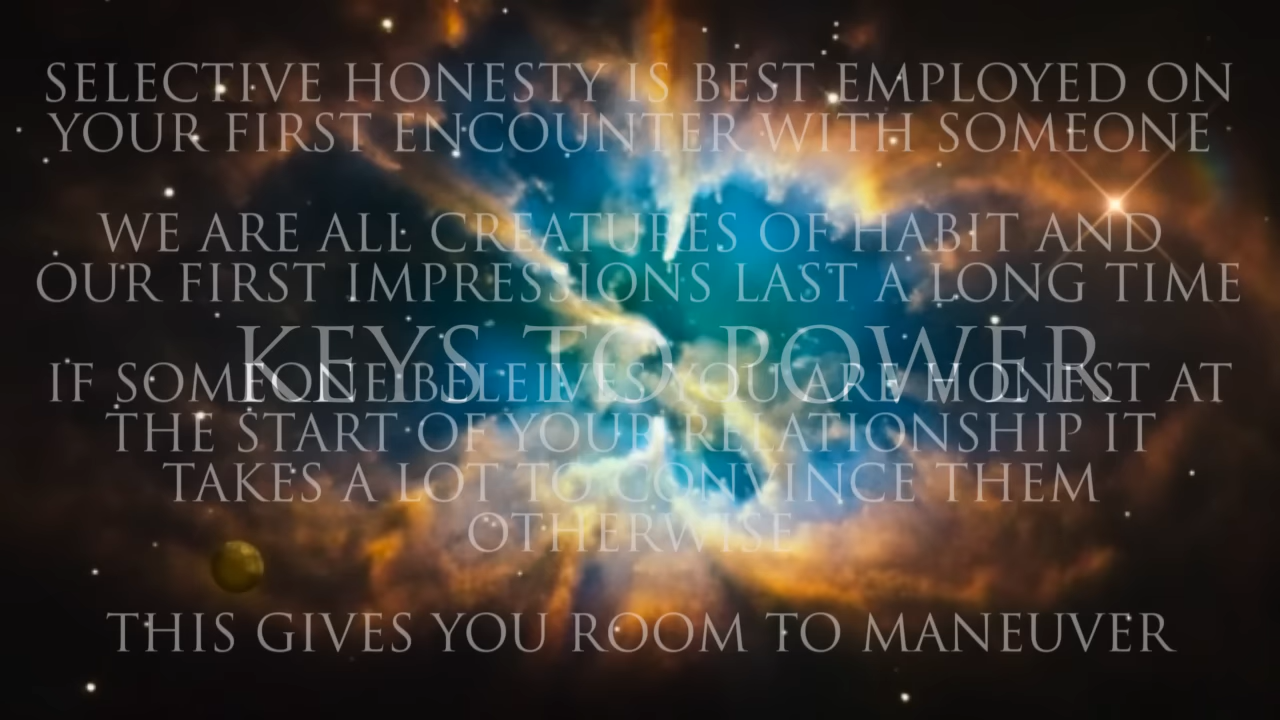 SELECTIVE HONESTY IS BEST EMPLOYED ON
YOUR FIRST ENCOUNTER WITH SOMEONE
WE ARE ALL CREATURES OF HABIT AND
OUR FIRST IMPRESSIONS LAST A LONG TIME
KEYS TO POWER
IF SOMEONE BELEIVES YOU ARE HONEST AT
THE START OF YOUR RELATIONSHIP IT
TAKES A LOT TO CONVINCE THEM
OTHERWISE
THIS GIVES YOU ROOM TO MANEUVER